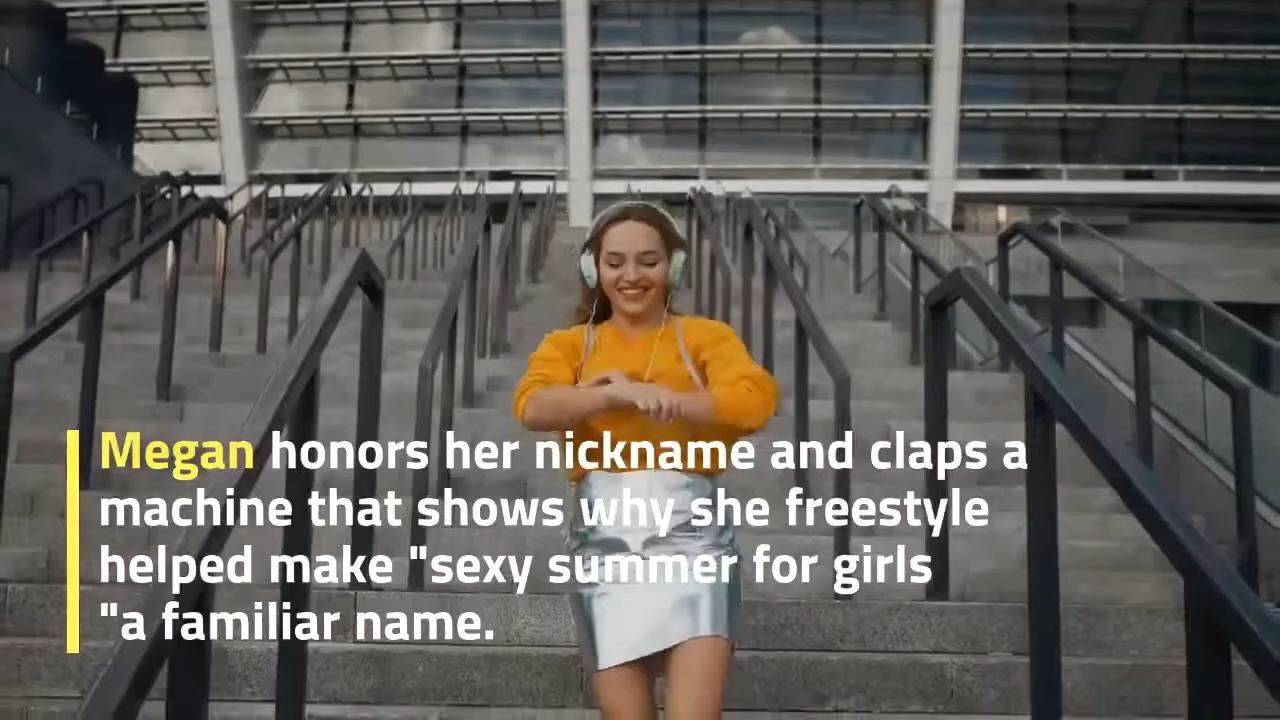 Megan honors her nickname and claps a
machine that shows why she freestyle
helped make "sexy summer for girls
"a familiar name.